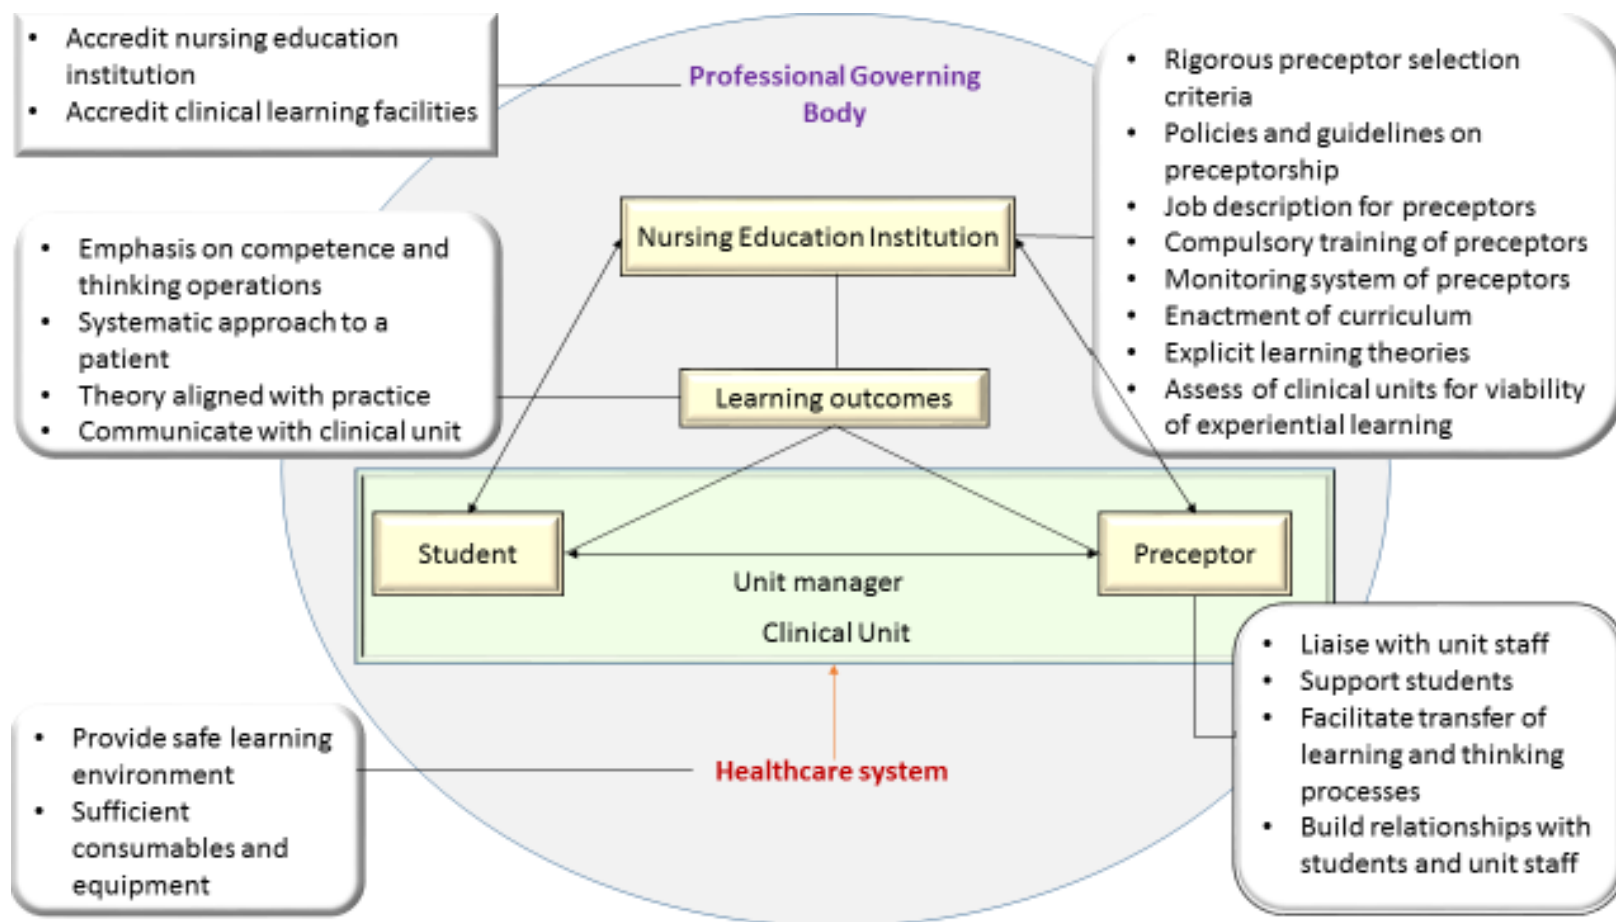 • Accredit nursing education
institution
• Accredit clinical learning facilities
Professional Governing
Body
• Rigorous preceptor selection
criteria
• Policies and guidelines on
preceptorship
• Job description for preceptors
• Compulsory training of preceptors
• Monitoring system of preceptors
• Enactment of curriculum
• Explicit learning theories
• Assess of clinical units for viability
of experiential learning
Nursing Education Institution
• Emphasis on competence and
thinking operations
• Systematic approach to a
patient
• Theory aligned with practice
• Communicate with clinical unit
Learning outcomes
Student
Preceptor
Unit manager
Clinical Unit
• Liaise with unit staff
• Support students
• Facilitate transfer of
learning and thinking
processes
• Build relationships with
students and unit staff
• Provide safe learning
environment
• Sufficient
consumables and
equipment
Healthcare system